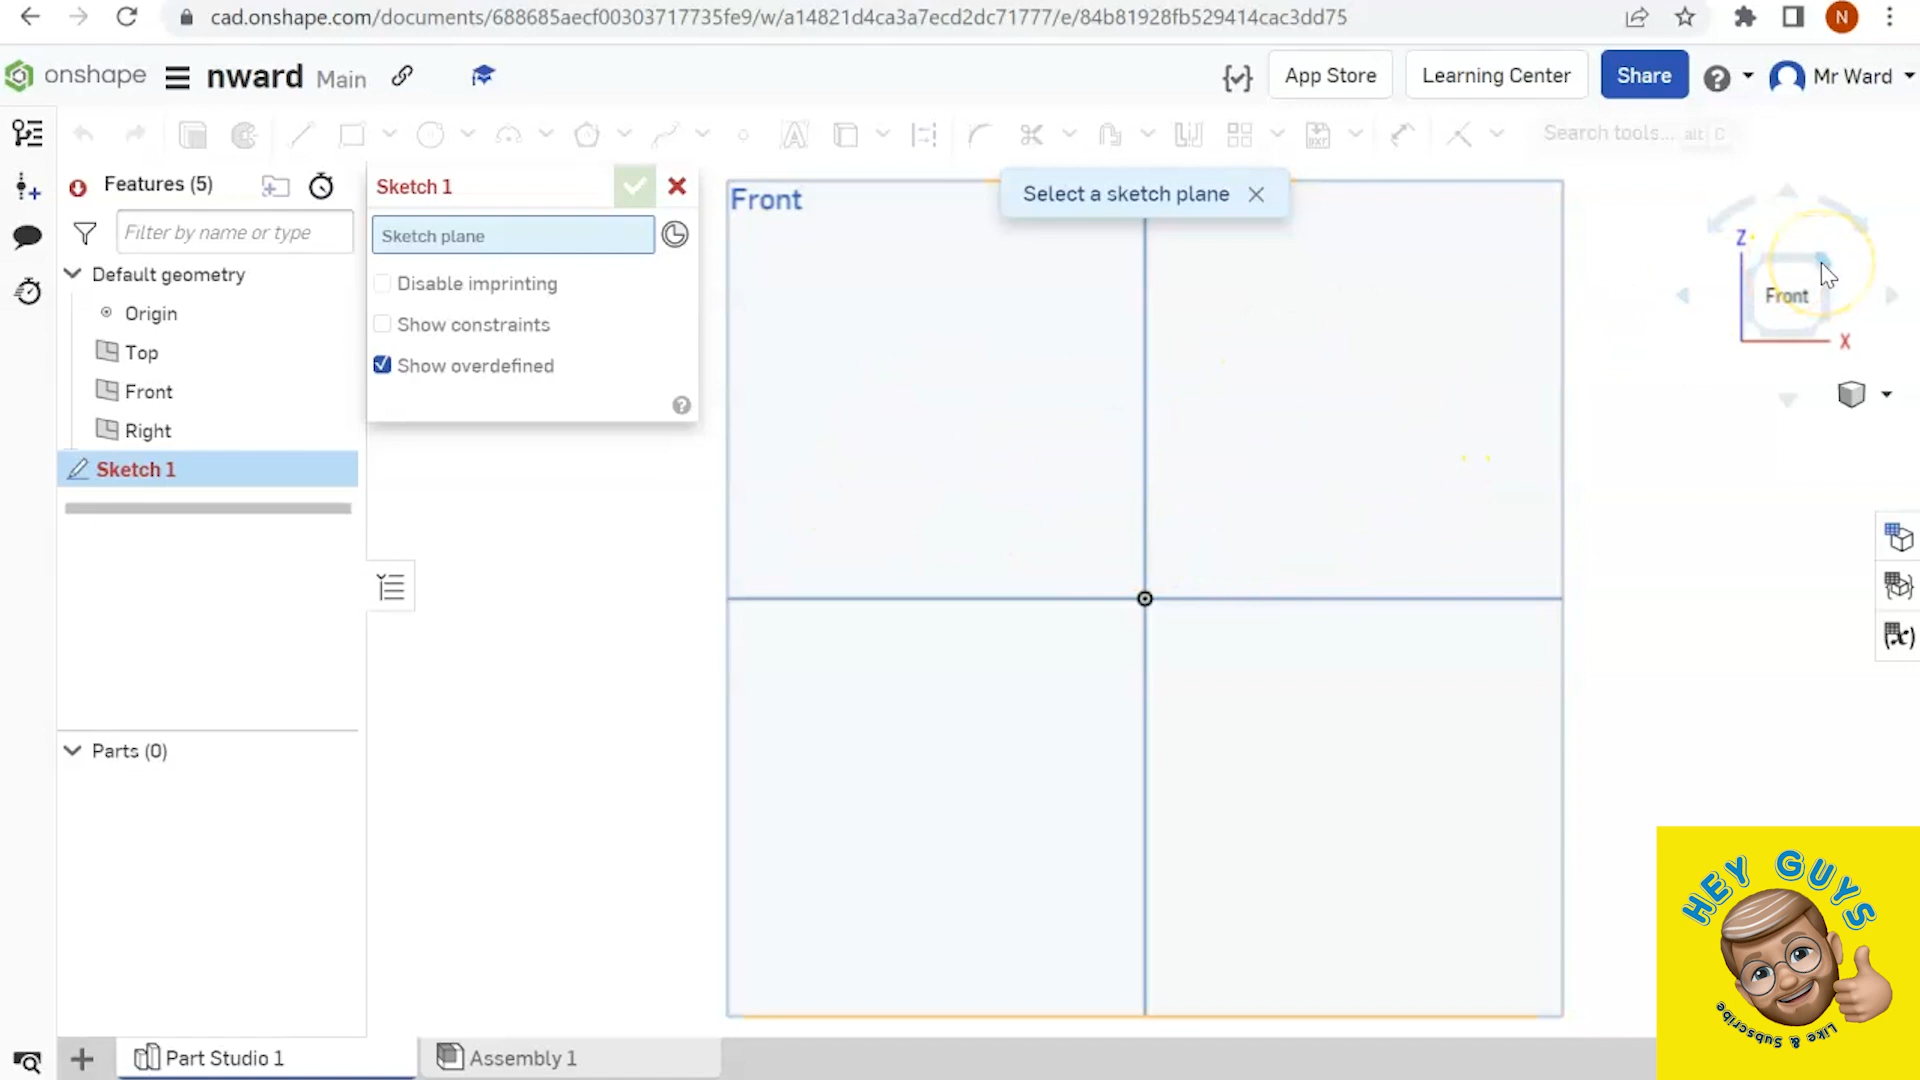 cad.onshape.com/documents/688685aecf00303717735fe9/w/a14821d4ca3a7ecd2dc71777/e/84b81928fb529414cac3dd75
N
onshape nward Main
App Store
Learning Center
Share
Mr Ward
Search tools... alt C
Features (5)
Filter by name or type
Default geometry
Origin
Top
Front
Right
Sketch 1
Parts (0)
Sketch 1
Sketch plane
Disable imprinting
Show constraints
Show overdefined
Front
Select a sketch plane
Z
Front
X
HEY GUYS
Like & Subscribe
Part Studio 1
Assembly 1